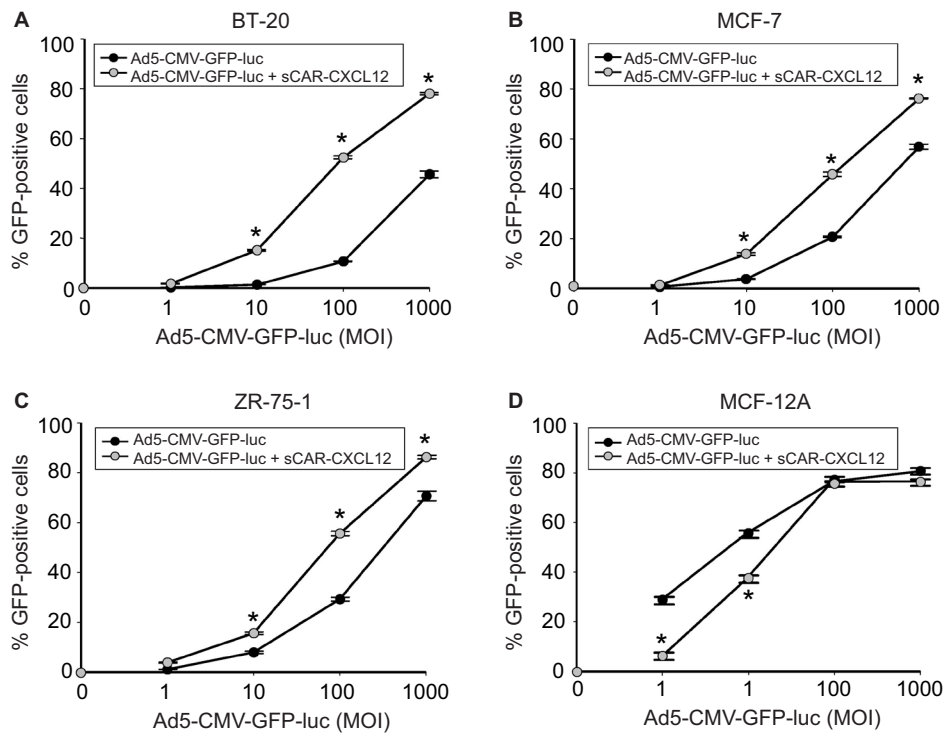 A
BT-20
100
80
60
40
20
0
% GFP-positive cells
Ad5-CMV-GFP-luc
Ad5-CMV-GFP-luc + sCAR-CXCL12
*
*
*
0 1 10 100 1000
Ad5-CMV-GFP-luc (MOI)
B
MCF-7
100
80
60
40
20
0
% GFP-positive cells
Ad5-CMV-GFP-luc
Ad5-CMV-GFP-luc + sCAR-CXCL12
*
*
*
0 1 10 100 1000
Ad5-CMV-GFP-luc (MOI)
C
ZR-75-1
100
80
60
40
20
0
% GFP-positive cells
Ad5-CMV-GFP-luc
Ad5-CMV-GFP-luc + sCAR-CXCL12
*
*
*
0 1 10 100 1000
Ad5-CMV-GFP-luc (MOI)
D
MCF-12A
100
80
60
40
20
0
% GFP-positive cells
Ad5-CMV-GFP-luc
Ad5-CMV-GFP-luc + sCAR-CXCL12
*
*
0 1 1 100 1000
Ad5-CMV-GFP-luc (MOI)